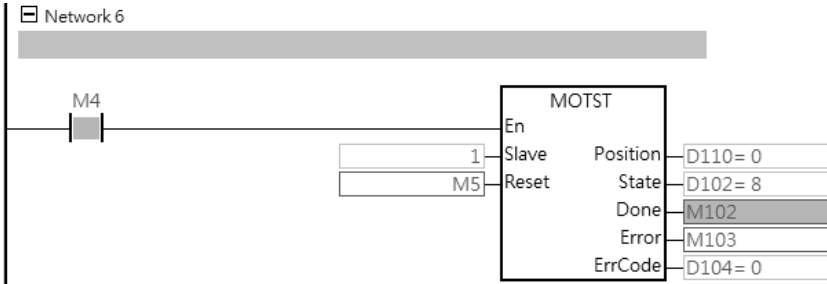 Network 6
M4
MOTST
En
1 Slave Position D110= 0
M5 Reset State D102= 8
Done M102
Error M103
ErrCode D104= 0